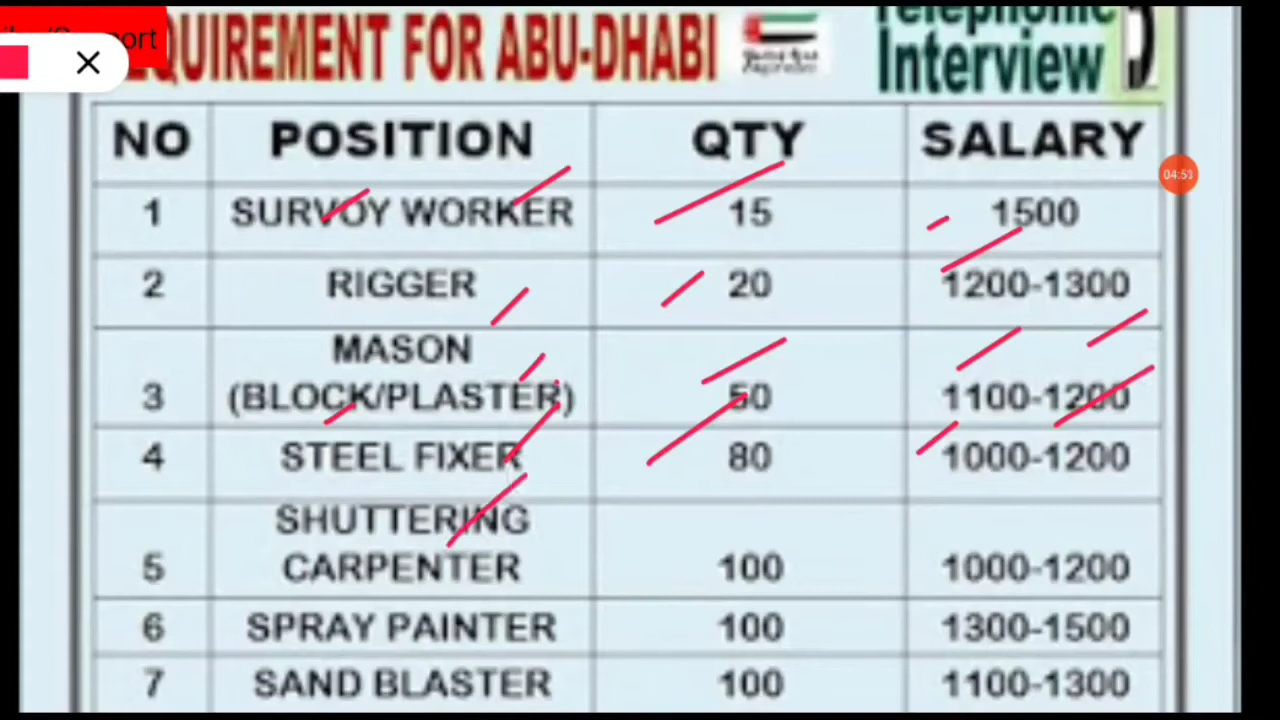 QUIREMENT FOR ABU-DHABI
Telephonic
Interview
NO POSITION QTY SALARY
1 SURVOY WORKER 15 1500
2 RIGGER 20 1200-1300
MASON
3 (BLOCK/PLASTER) 50 1100-1200
4 STEEL FIXER 80 1000-1200
SHUTTERING
5 CARPENTER 100 1000-1200
6 SPRAY PAINTER 100 1300-1500
7 SAND BLASTER 100 1100-1300